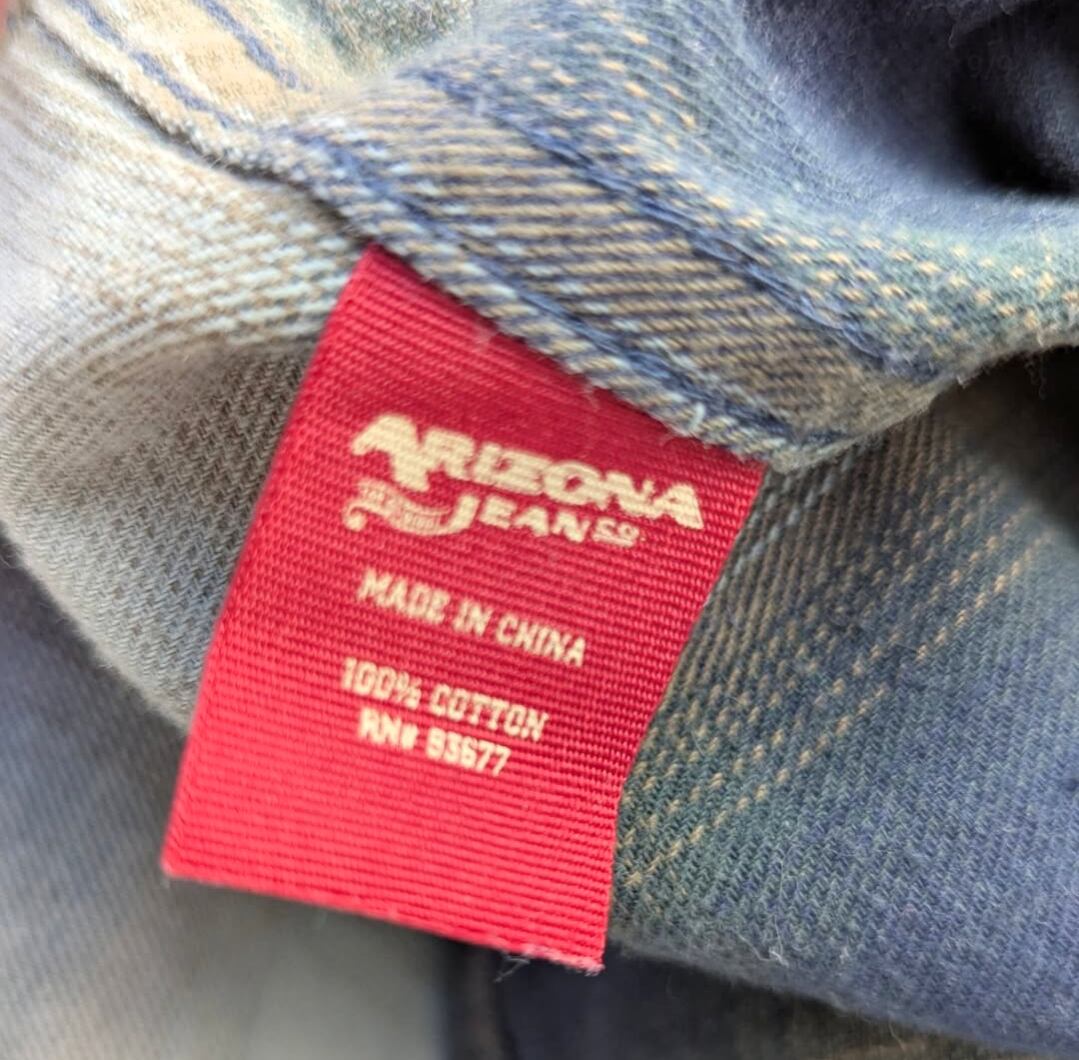 ARIZONA
JEAN CO.
MADE IN CHINA
100% COTTON
RN# 93677